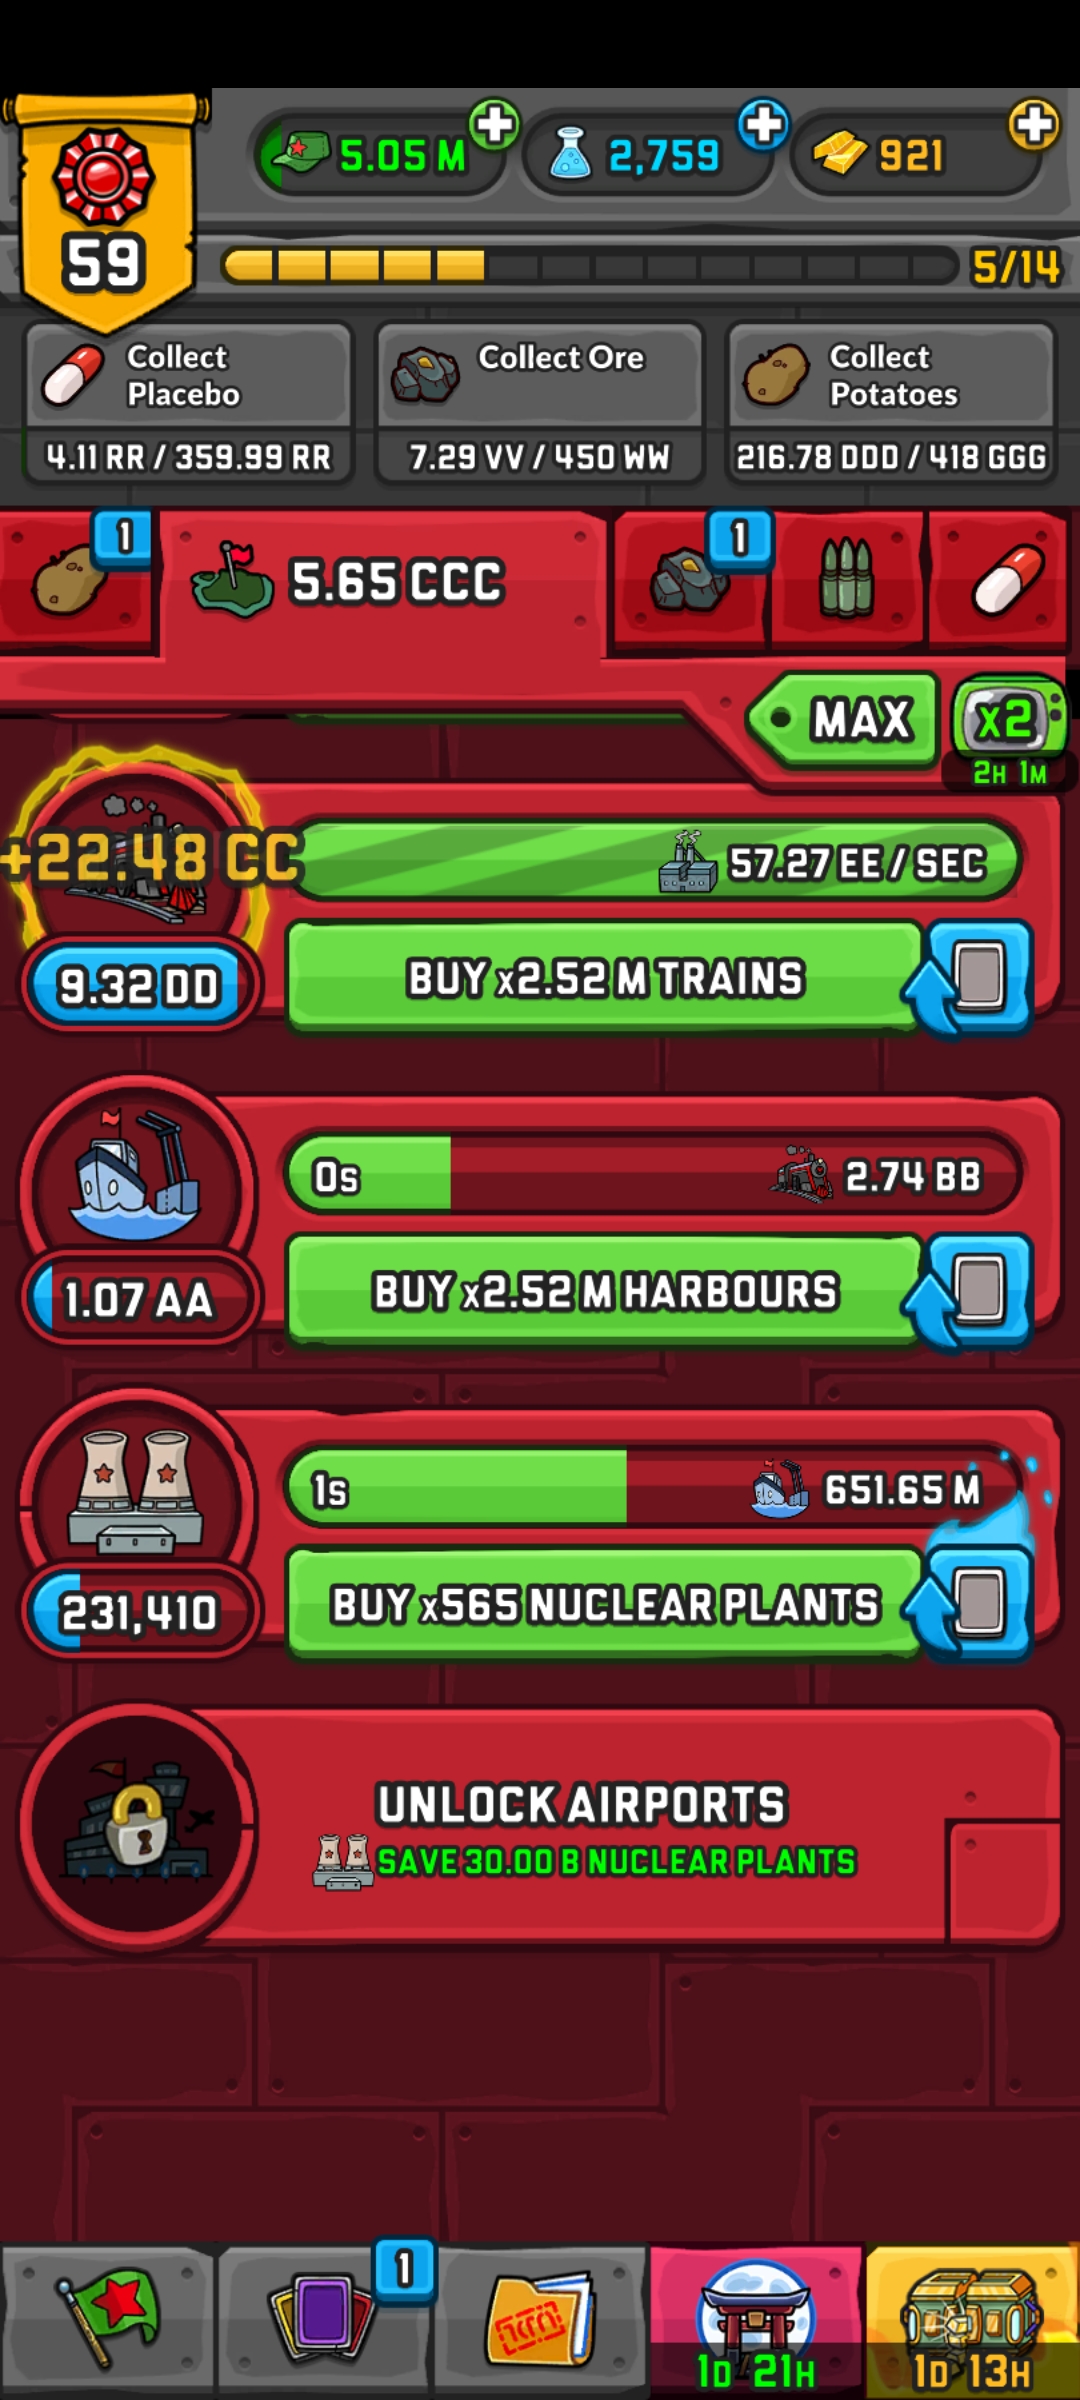 59
5.05 M
2,759
921
5/14
Collect
Placebo
4.11 RR / 359.99 RR
Collect Ore
7.29 VV / 450 WW
Collect
Potatoes
216.78 DDD / 418 GGG
1
5.65 CCC
1
MAX
x2
2H 1M
+22.48 CC
57.27 EE / SEC
9.32 DD
BUY x2.52 M TRAINS
0s
2.74 BB
1.07 AA
BUY x2.52 M HARBOURS
1s
651.65 M
231,410
BUY x565 NUCLEAR PLANTS
UNLOCK AIRPORTS
SAVE 30.00 B NUCLEAR PLANTS
1
1D 21H
1D 13H